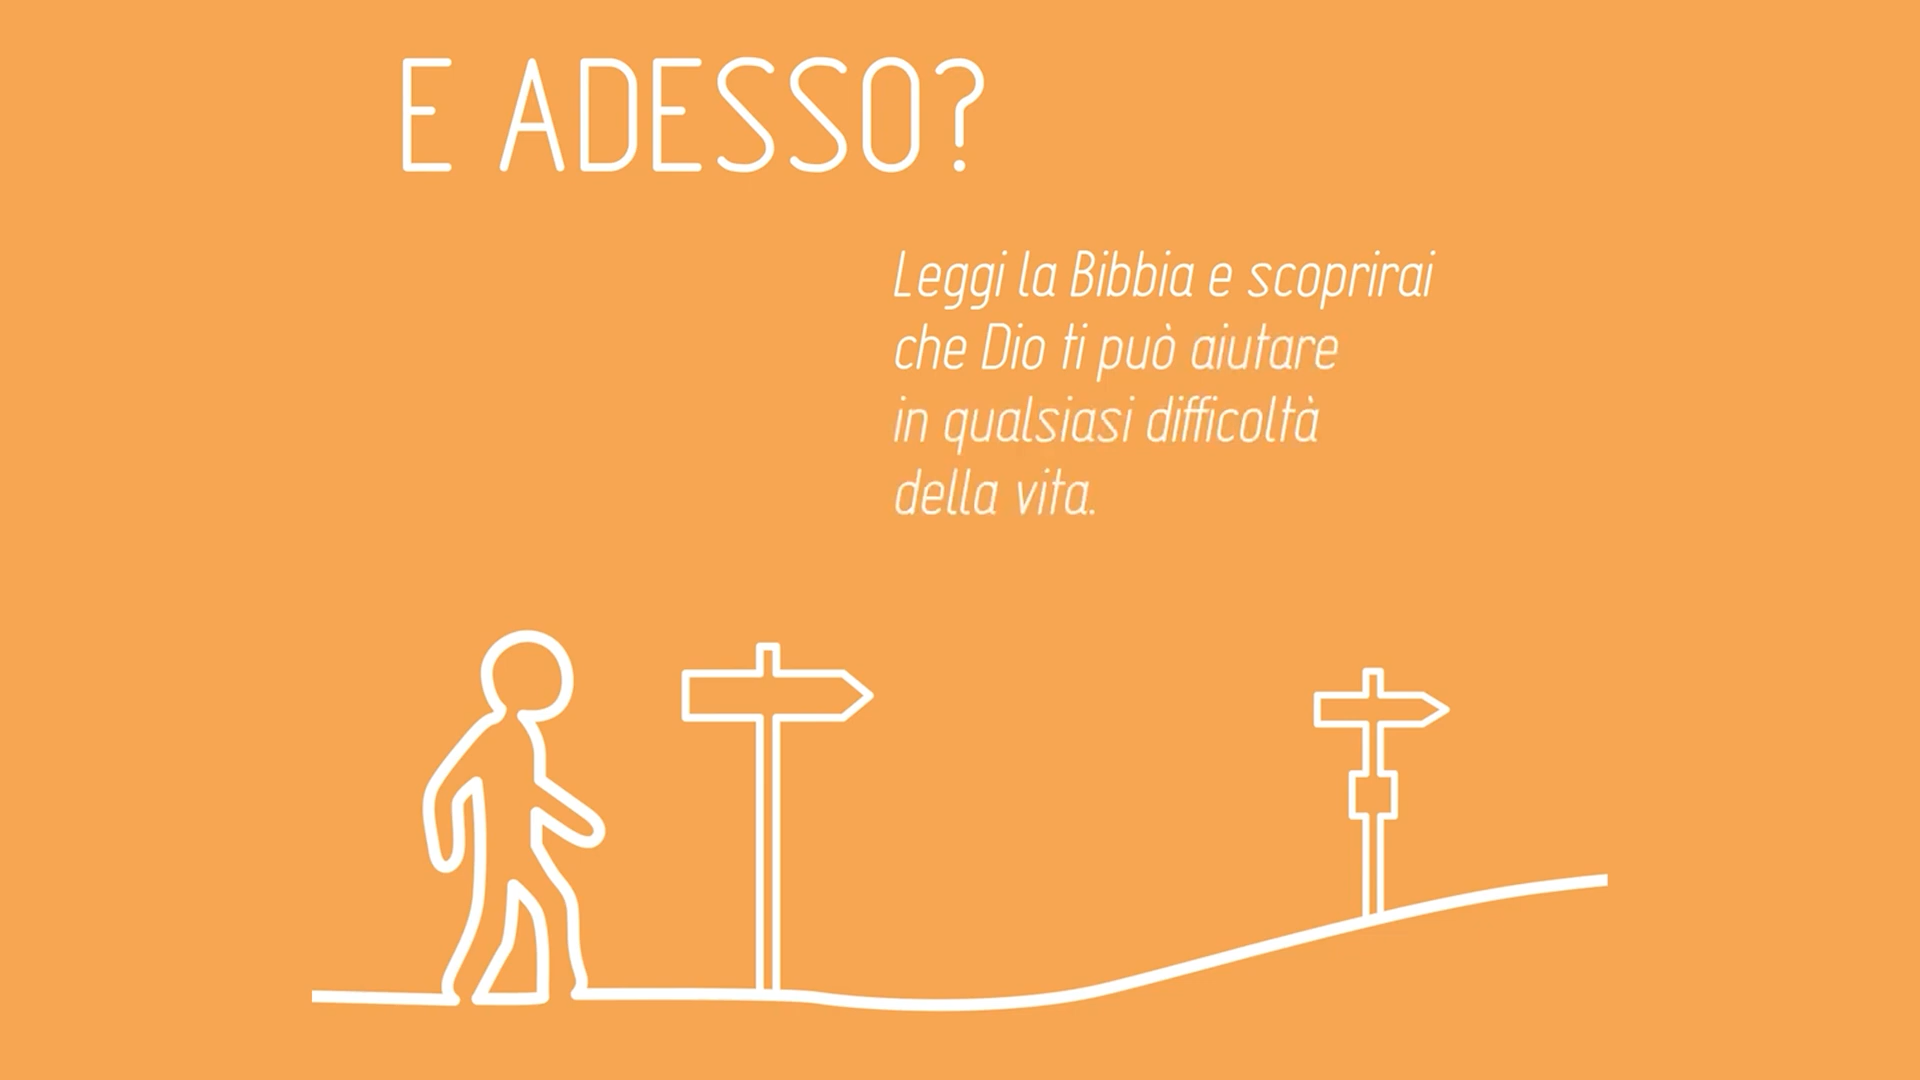 E ADESSO?
Leggi la Bibbia e scoprirai
che Dio ti può aiutare
in qualsiasi difficoltà
della vita.